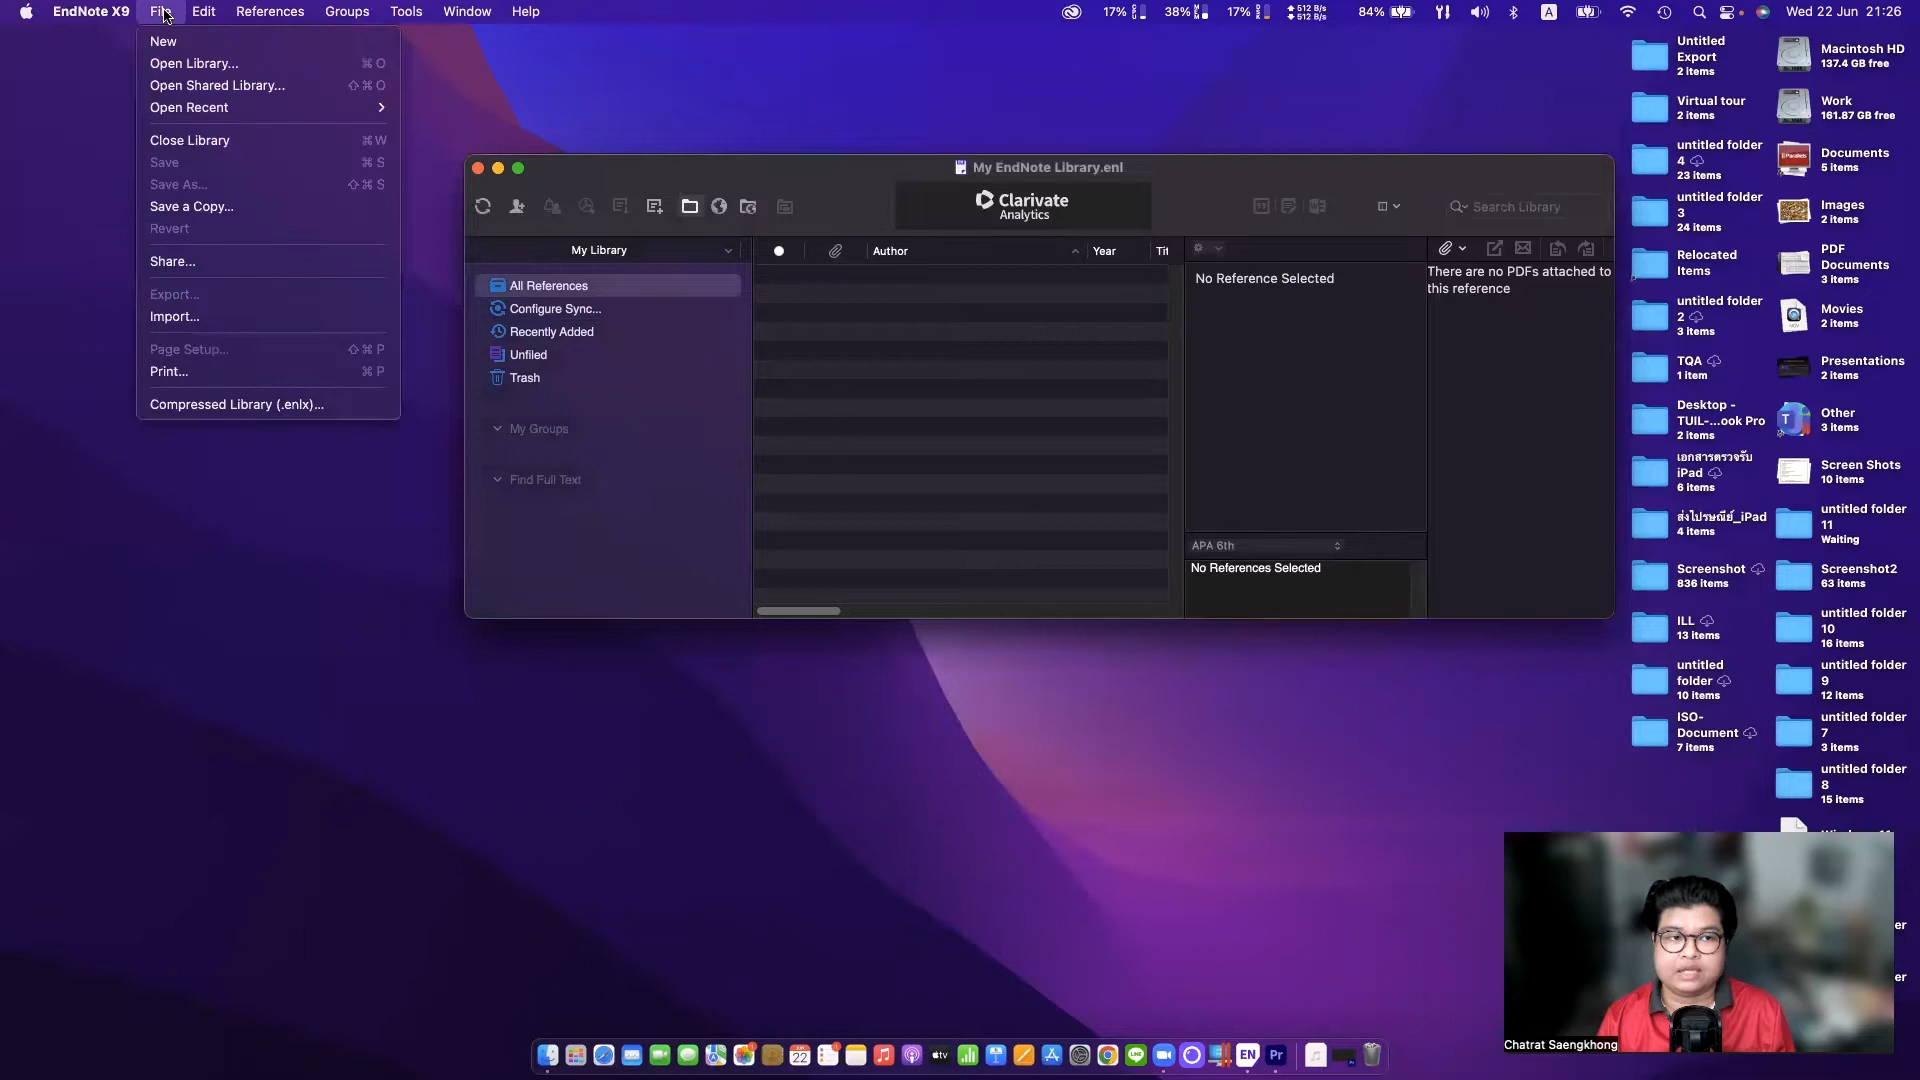 EndNote X9 File Edit References Groups Tools Window Help
17% 38% 17% 512 B/s 512 B/s 84% A Wed 22 Jun 21:26
New
Open Library... ⌘ O
Open Shared Library... ⇧ ⌘ O
Open Recent
Close Library ⌘ W
Save ⌘ S
Save As... ⇧ ⌘ S
Save a Copy...
Revert
Share...
Export...
Import...
Page Setup... ⇧ ⌘ P
Print... ⌘ P
Compressed Library (.enlx)...
My EndNote Library.enl
Clarivate
Analytics
Search Library
My Library
Author Year Tit
All References
Configure Sync...
Recently Added
Unfiled
Trash
My Groups
Find Full Text
No Reference Selected
There are no PDFs attached to
this reference
APA 6th
No References Selected
Untitled
Export
2 items
Virtual tour
2 items
untitled folder
4
23 items
untitled folder
3
24 items
Relocated
Items
untitled folder
2
3 items
TQA
1 item
Desktop -
TUIL-...ook Pro
2 items
เอกสารตรวจรับ
iPad
6 items
ส่งไปรษณีย์_iPad
4 items
Screenshot
836 items
ILL
13 items
untitled
folder
10 items
ISO-
Document
7 items
Macintosh HD
137.4 GB free
Work
161.87 GB free
Documents
5 items
Images
2 items
PDF
Documents
3 items
Movies
2 items
Presentations
2 items
Other
3 items
Screen Shots
10 items
untitled folder
11
Waiting
Screenshot2
63 items
untitled folder
10
16 items
untitled folder
9
12 items
untitled folder
7
3 items
untitled folder
8
15 items
er
er
Chatrat Saengkhong
22
tv
EN
Pr